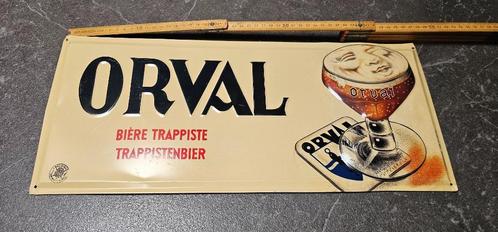 ORVAL
BIÈRE TRAPPISTE
TRAPPISTENBIER
orval
ORVAL